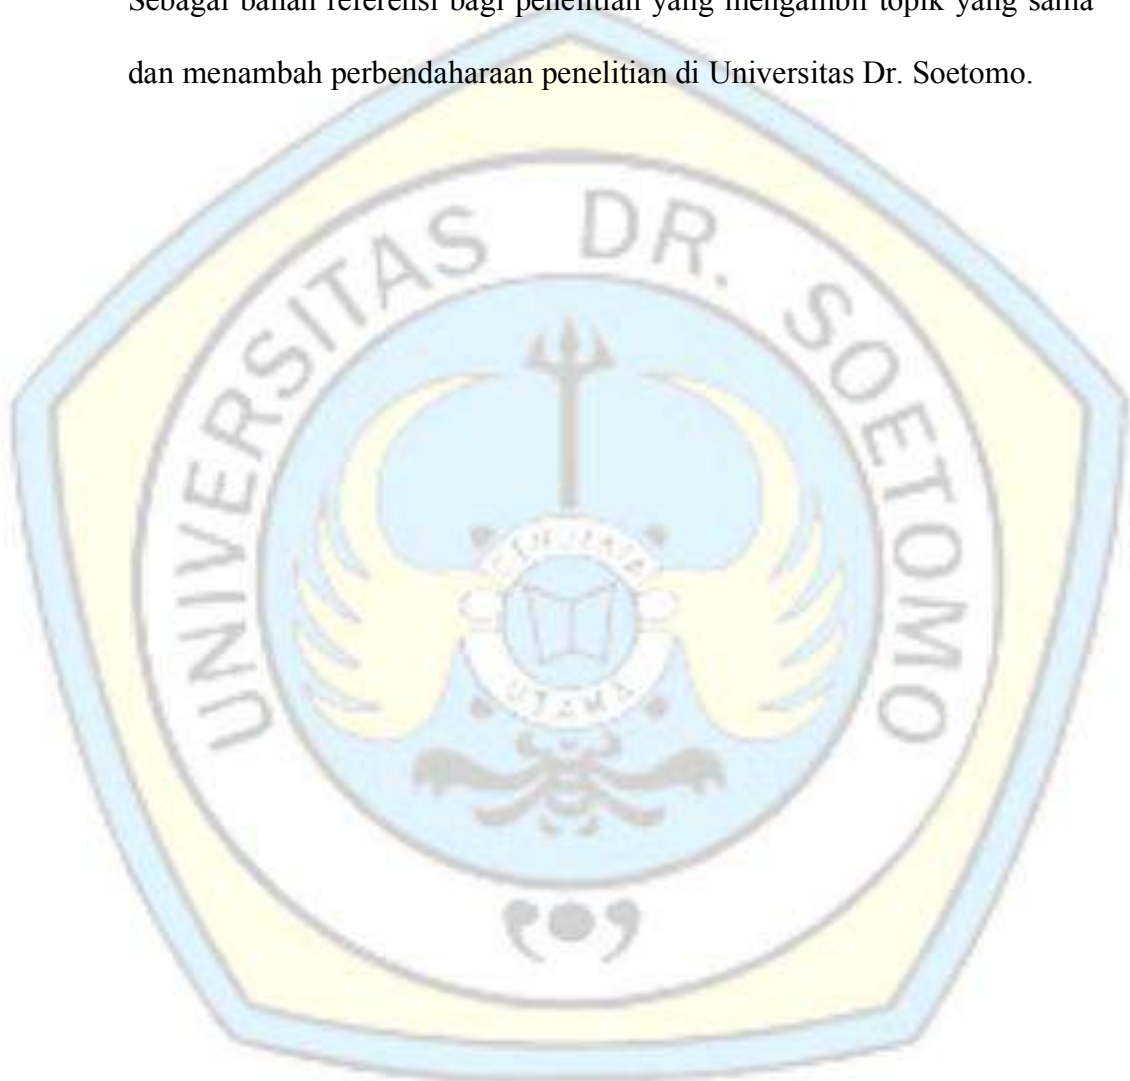 Sebagai bahan referensi bagi penelitian yang mengambil topik yang sama
dan menambah perbendaharaan penelitian di Universitas Dr. Soetomo.
UNIVERSITAS DR. SOETOMO
CENDEKIA
UTAMA